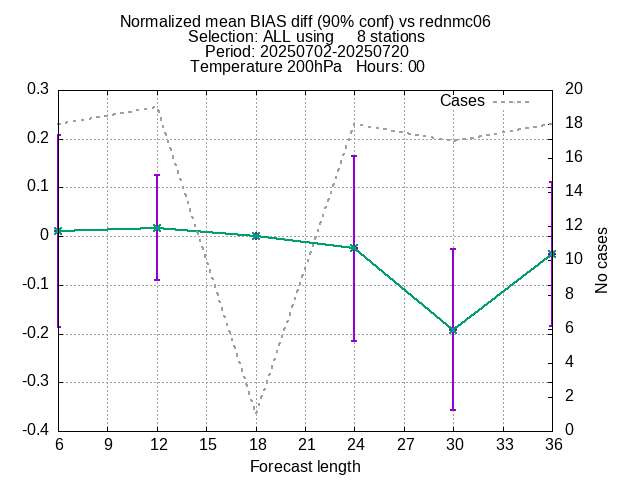 Normalized mean BIAS diff (90% conf) vs rednmc06
Selection: ALL using     8 stations
Period: 20250702-20250720
Temperature 200hPa   Hours: 00
Cases
0.3
0.2
0.1
0
-0.1
-0.2
-0.3
-0.4
20
18
16
14
12
10
8
6
4
2
0
No cases
6 9 12 15 18 21 24 27 30 33 36
Forecast length